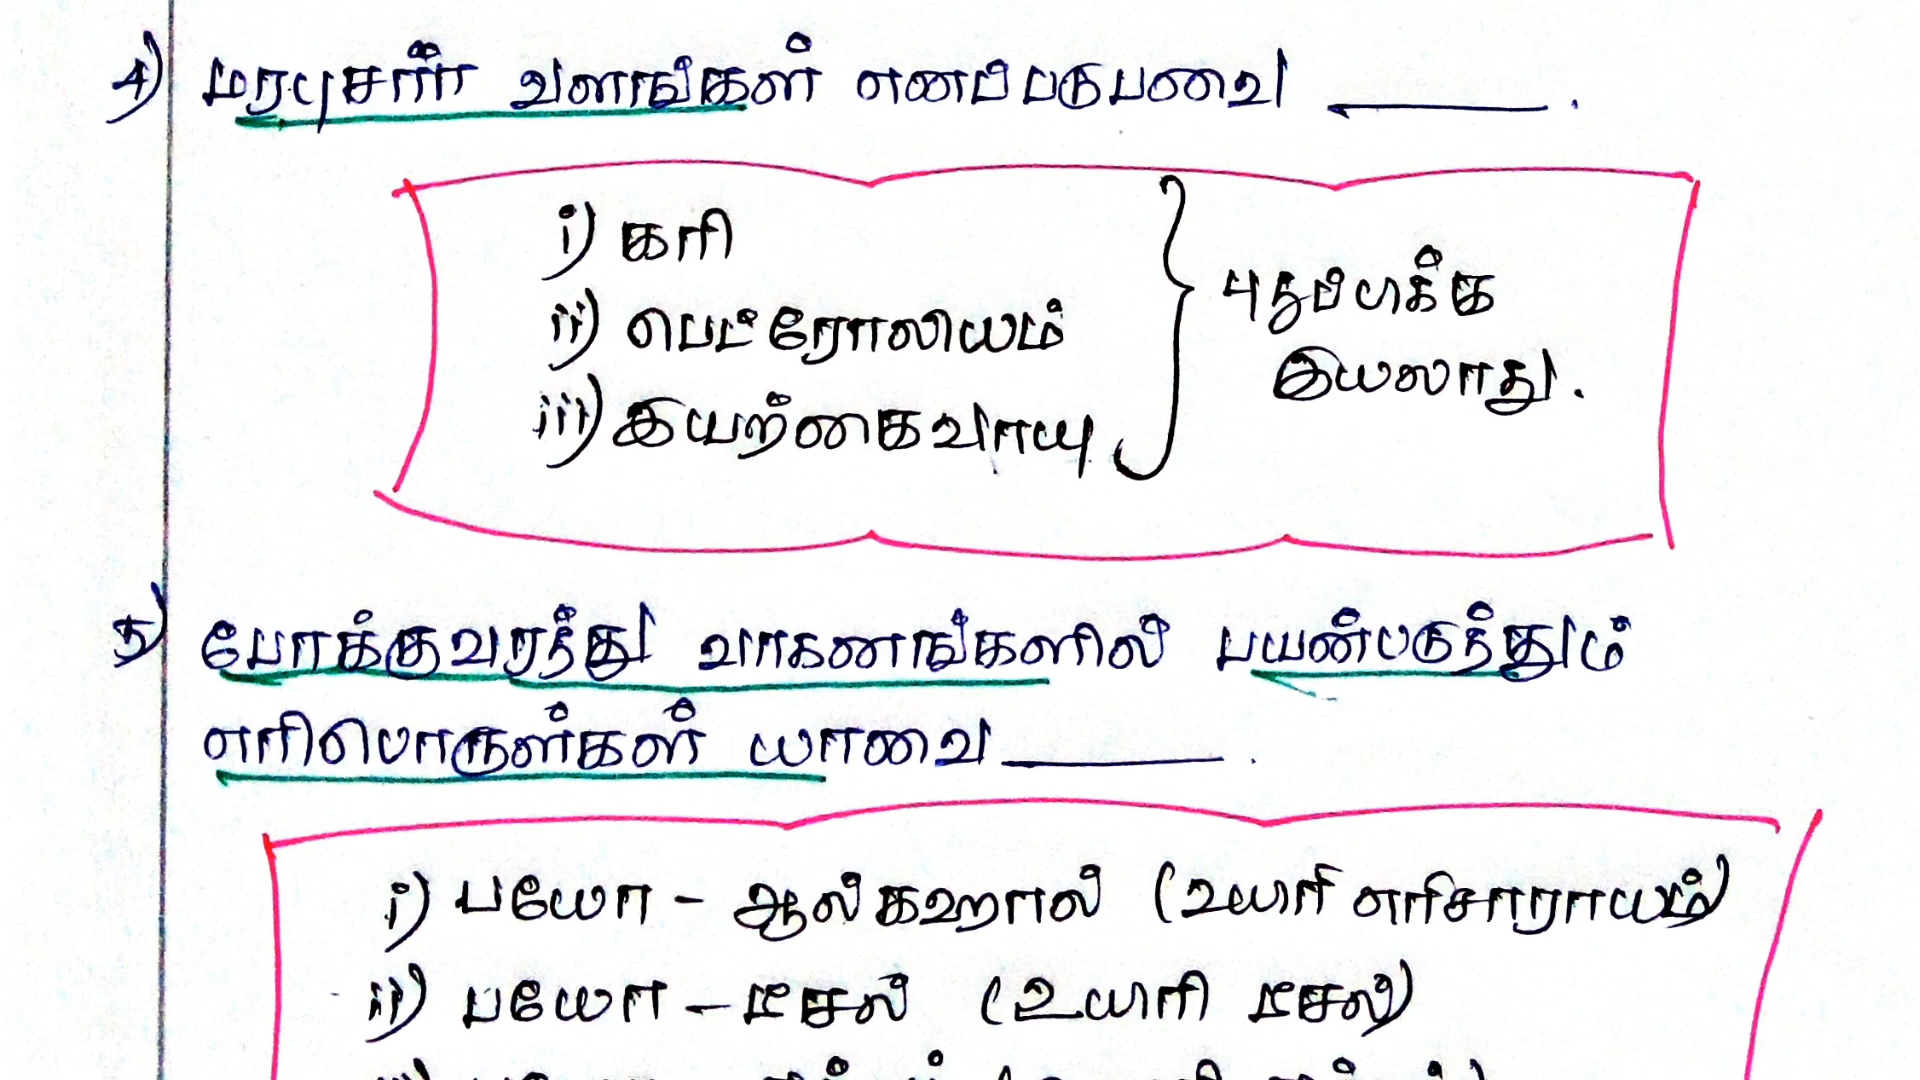 4) மரபுசார் வளங்கள் எனப்படுபவை ______.
i) கரி
ii) பெட்ரோலியம்
iii) இயற்கைவாயு
புதுப்பிக்க
இயலாது.
5) போக்குவரத்து வாகனங்களில் பயன்படுத்தும்
எரிபொருள்கள் யாவை ______.
i) பயோ - ஆல்கஹால் (உயிரி எரிசாராயம்)
ii) பயோ - டீசல் (உயிரி டீசல்)